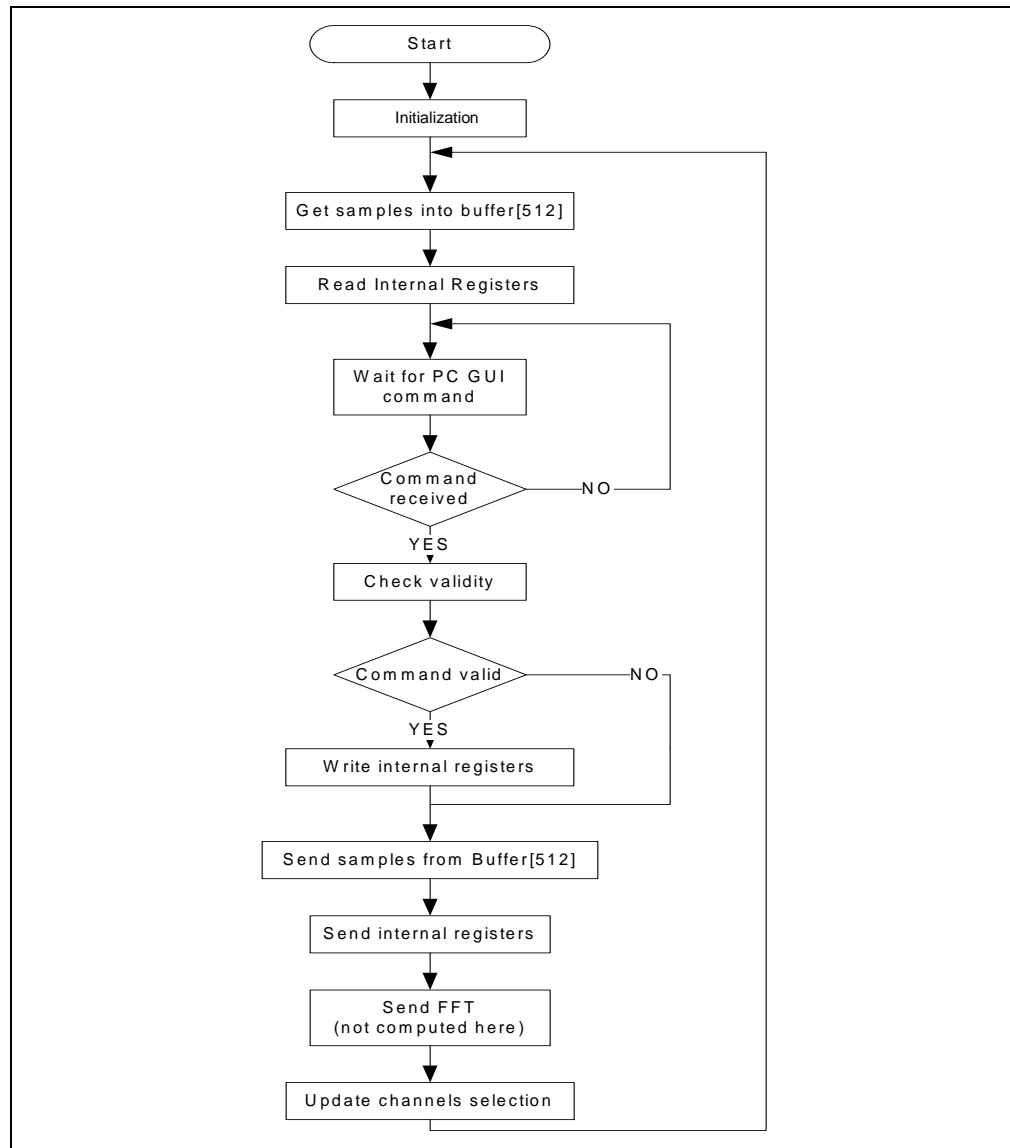 Start
Initialization
Get samples into buffer[512]
Read Internal Registers
Wait for PC GUI
command
Command
received
NO
YES
Check validity
Command valid
NO
YES
Write internal registers
Send samples from Buffer[512]
Send internal registers
Send FFT
(not computed here)
Update channels selection